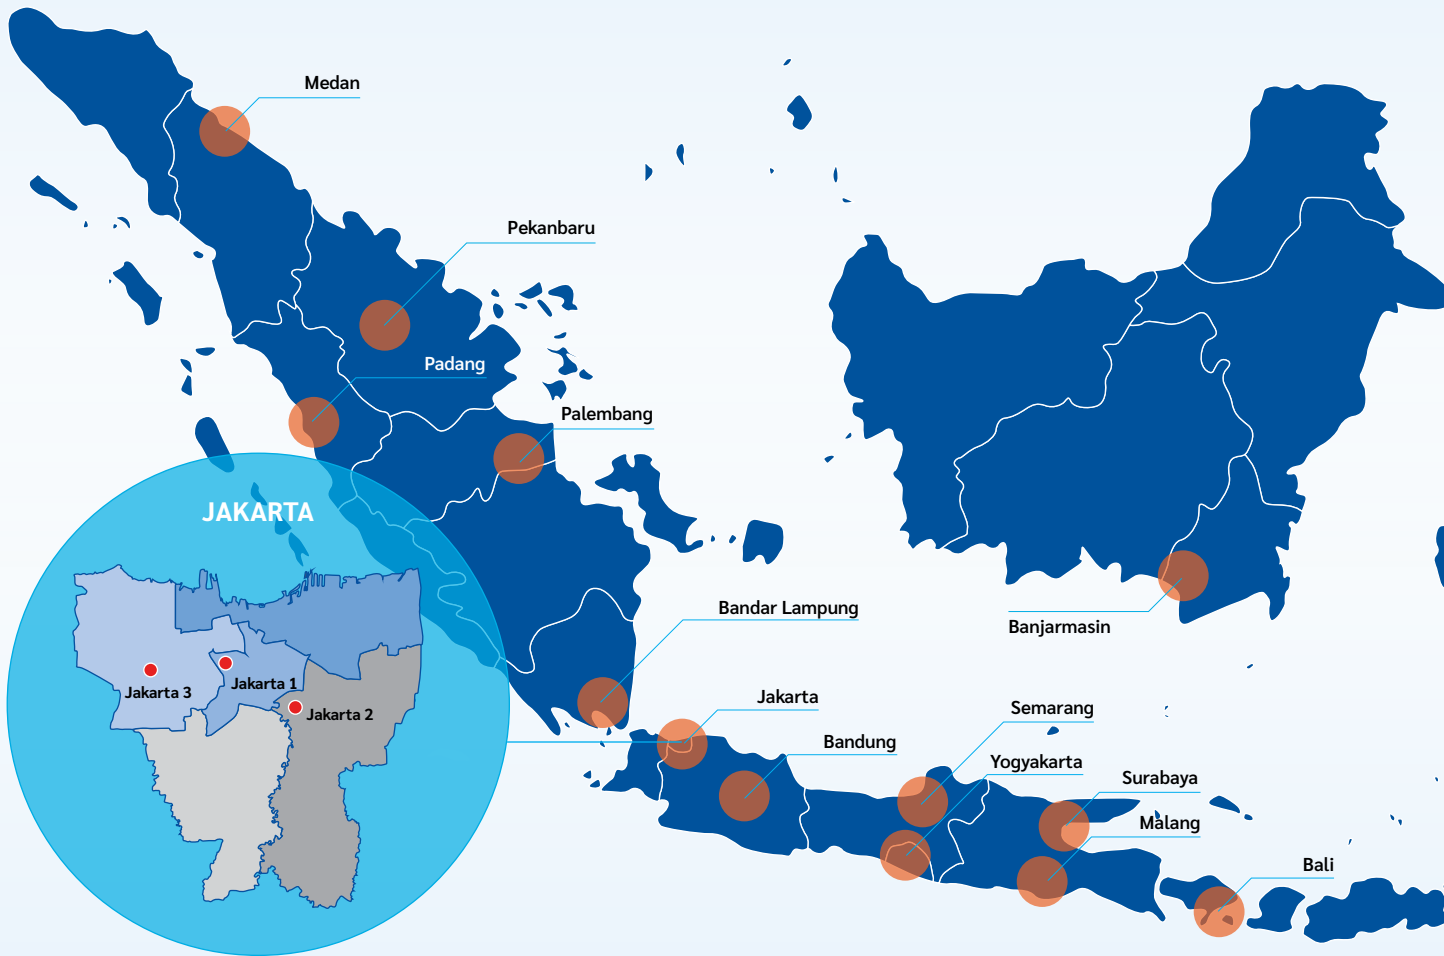 Medan
Pekanbaru
Padang
Palembang
JAKARTA
Bandar Lampung
Banjarmasin
Jakarta 3
Jakarta 1
Jakarta 2
Jakarta
Semarang
Bandung
Yogyakarta
Surabaya
Malang
Bali